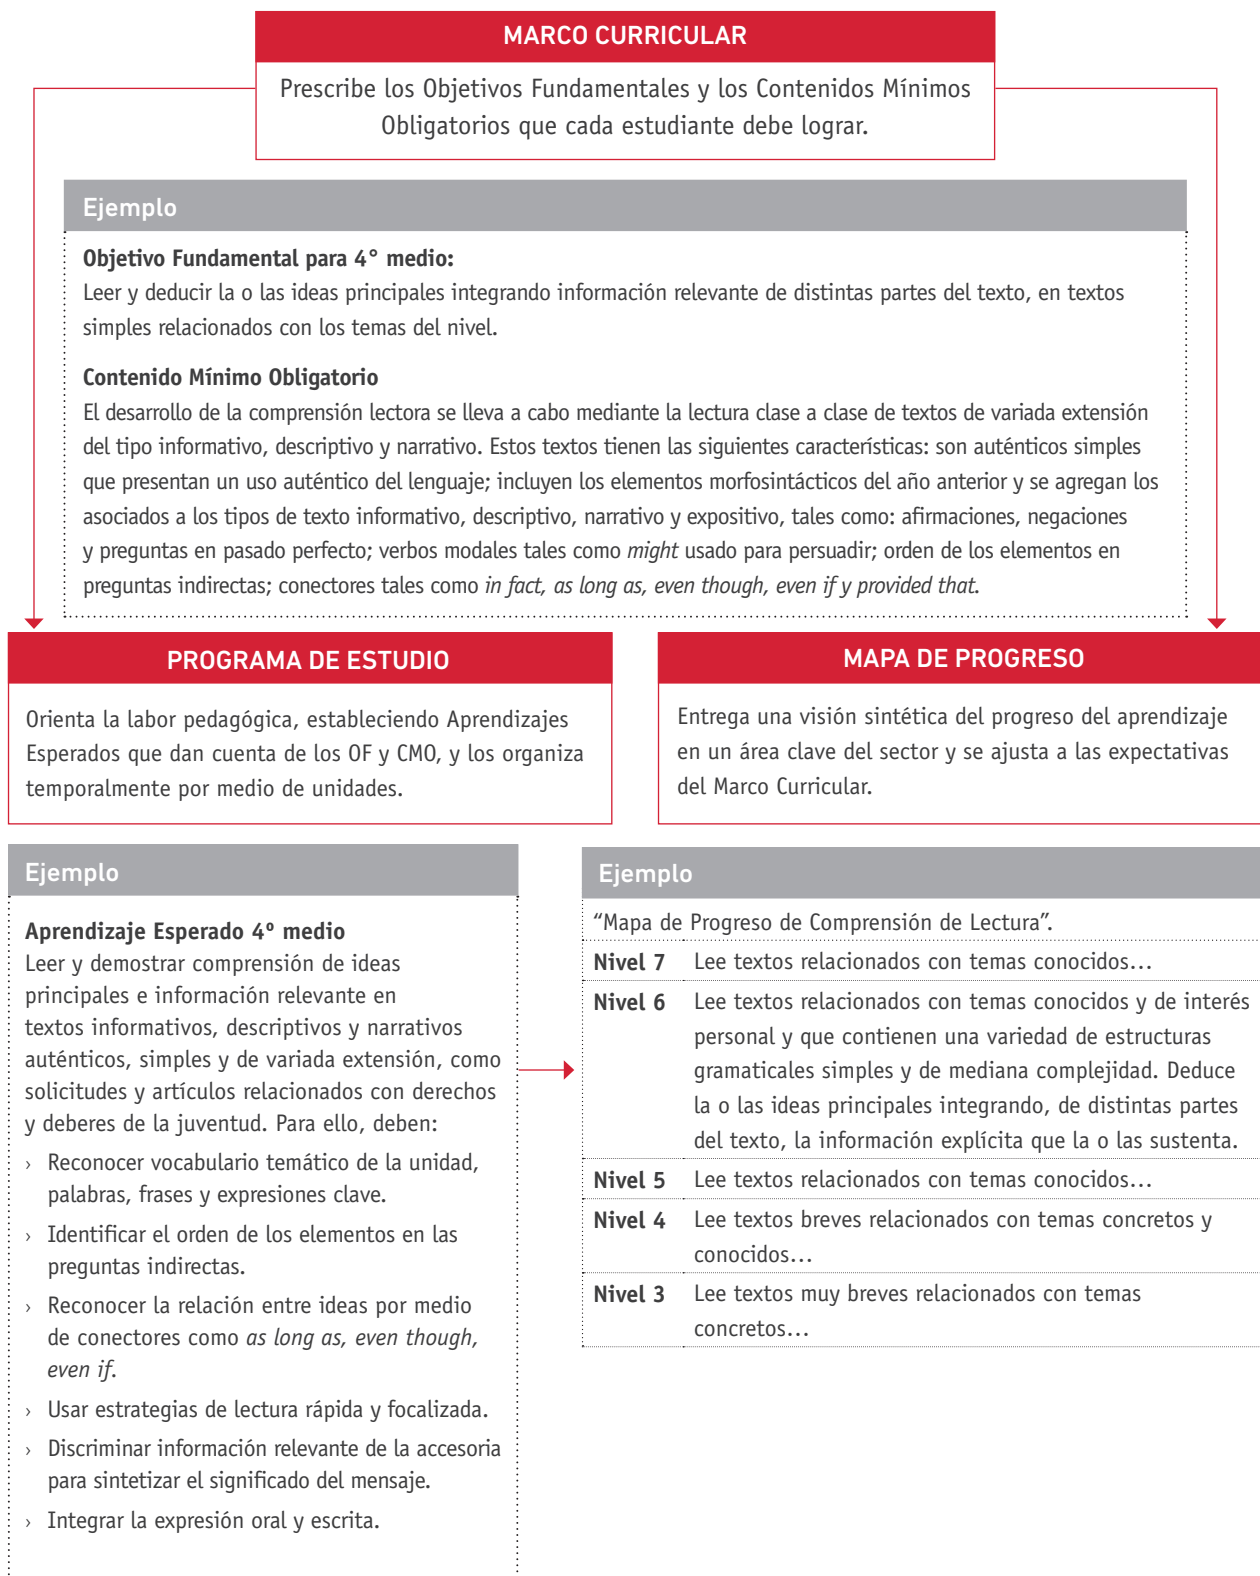 MARCO CURRICULAR
Prescribe los Objetivos Fundamentales y los Contenidos Mínimos
Obligatorios que cada estudiante debe lograr.
Ejemplo
Objetivo Fundamental para 4° medio:
Leer y deducir la o las ideas principales integrando información relevante de distintas partes del texto, en textos
simples relacionados con los temas del nivel.
Contenido Mínimo Obligatorio
El desarrollo de la comprensión lectora se lleva a cabo mediante la lectura clase a clase de textos de variada extensión
del tipo informativo, descriptivo y narrativo. Estos textos tienen las siguientes características: son auténticos simples
que presentan un uso auténtico del lenguaje; incluyen los elementos morfosintácticos del año anterior y se agregan los
asociados a los tipos de texto informativo, descriptivo, narrativo y expositivo, tales como: afirmaciones, negaciones
y preguntas en pasado perfecto; verbos modales tales como might usado para persuadir; orden de los elementos en
preguntas indirectas; conectores tales como in fact, as long as, even though, even if y provided that.
PROGRAMA DE ESTUDIO
Orienta la labor pedagógica, estableciendo Aprendizajes
Esperados que dan cuenta de los OF y CMO, y los organiza
temporalmente por medio de unidades.
MAPA DE PROGRESO
Entrega una visión sintética del progreso del aprendizaje
en un área clave del sector y se ajusta a las expectativas
del Marco Curricular.
Ejemplo
Aprendizaje Esperado 4º medio
Leer y demostrar comprensión de ideas
principales e información relevante en
textos informativos, descriptivos y narrativos
auténticos, simples y de variada extensión, como
solicitudes y artículos relacionados con derechos
y deberes de la juventud. Para ello, deben:
› Reconocer vocabulario temático de la unidad,
palabras, frases y expresiones clave.
› Identificar el orden de los elementos en las
preguntas indirectas.
› Reconocer la relación entre ideas por medio
de conectores como as long as, even though,
even if.
› Usar estrategias de lectura rápida y focalizada.
› Discriminar información relevante de la accesoria
para sintetizar el significado del mensaje.
› Integrar la expresión oral y escrita.
Ejemplo
“Mapa de Progreso de Comprensión de Lectura”.
Nivel 7 Lee textos relacionados con temas conocidos...
Nivel 6 Lee textos relacionados con temas conocidos y de interés
personal y que contienen una variedad de estructuras
gramaticales simples y de mediana complejidad. Deduce
la o las ideas principales integrando, de distintas partes
del texto, la información explícita que la o las sustenta.
Nivel 5 Lee textos relacionados con temas conocidos...
Nivel 4 Lee textos breves relacionados con temas concretos y
conocidos...
Nivel 3 Lee textos muy breves relacionados con temas
concretos...